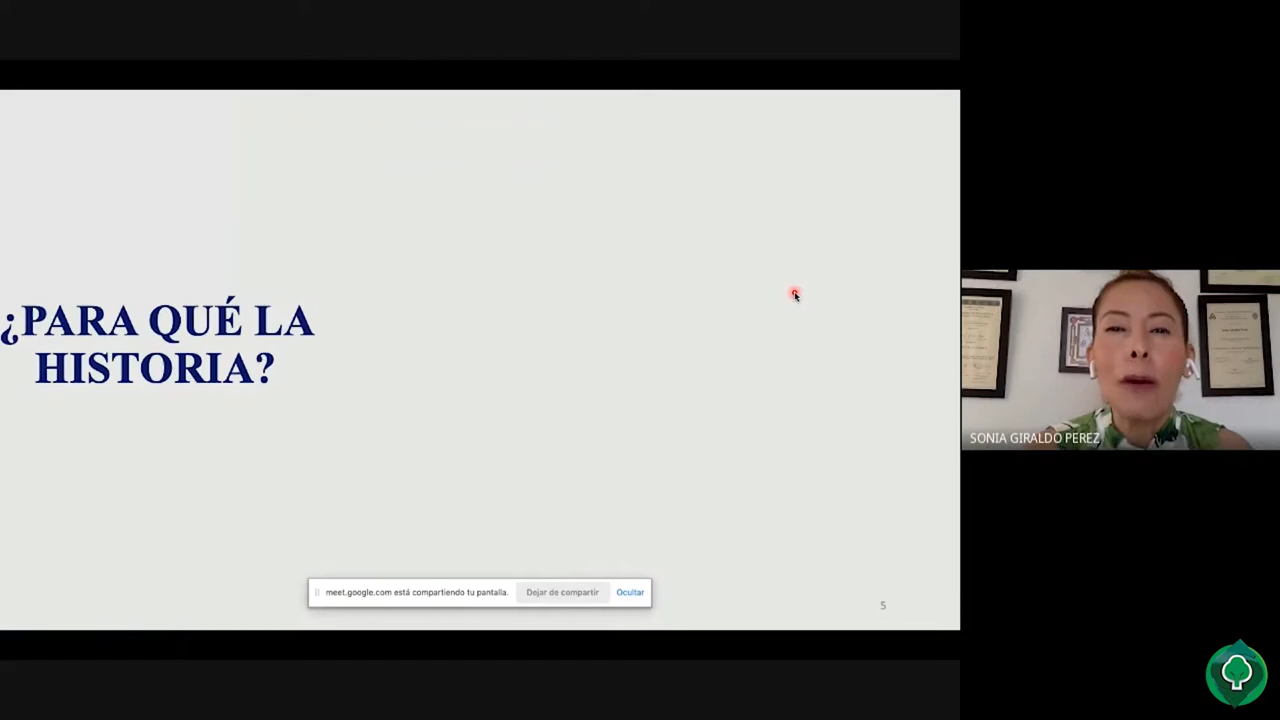 ¿PARA QUÉ LA
HISTORIA?
SONIA GIRALDO PEREZ
meet.google.com está compartiendo tu pantalla.
Dejar de compartir
Ocultar
5